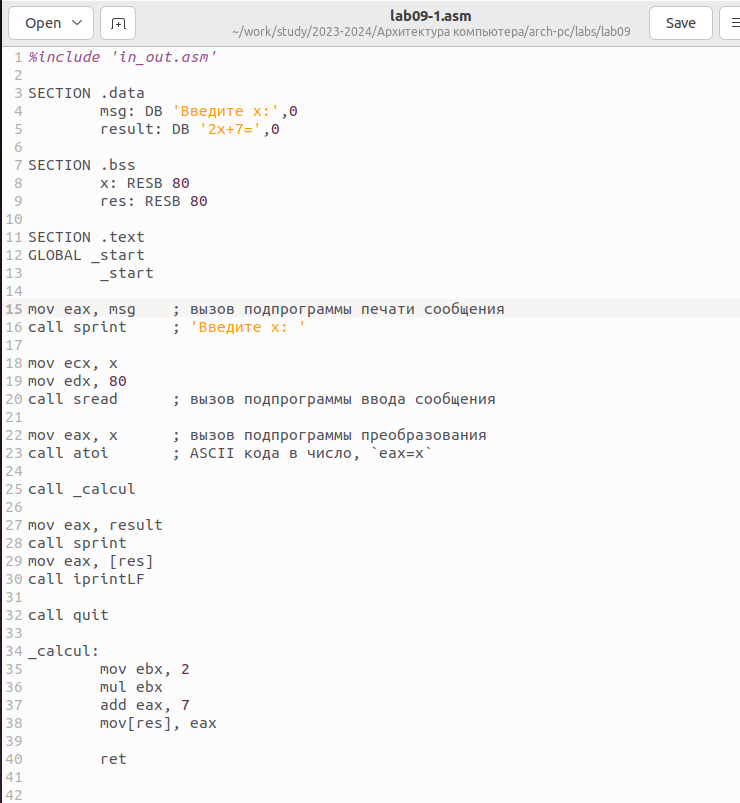 Open
lab09-1.asm
~/work/study/2023-2024/Архитектура компьютера/arch-pc/labs/lab09
Save
1 %include 'in_out.asm'
2
3 SECTION .data
4 msg: DB 'Введите x:',0
5 result: DB '2x+7=',0
6
7 SECTION .bss
8 x: RESB 80
9 res: RESB 80
10
11 SECTION .text
12 GLOBAL _start
13 _start
14
15 mov eax, msg ; вызов подпрограммы печати сообщения
16 call sprint ; 'Введите x: '
17
18 mov ecx, x
19 mov edx, 80
20 call sread ; вызов подпрограммы ввода сообщения
21
22 mov eax, x ; вызов подпрограммы преобразования
23 call atoi ; ASCII кода в число, `eax=x`
24
25 call _calcul
26
27 mov eax, result
28 call sprint
29 mov eax, [res]
30 call iprintLF
31
32 call quit
33
34 _calcul:
35 mov ebx, 2
36 mul ebx
37 add eax, 7
38 mov[res], eax
39
40 ret
41
42